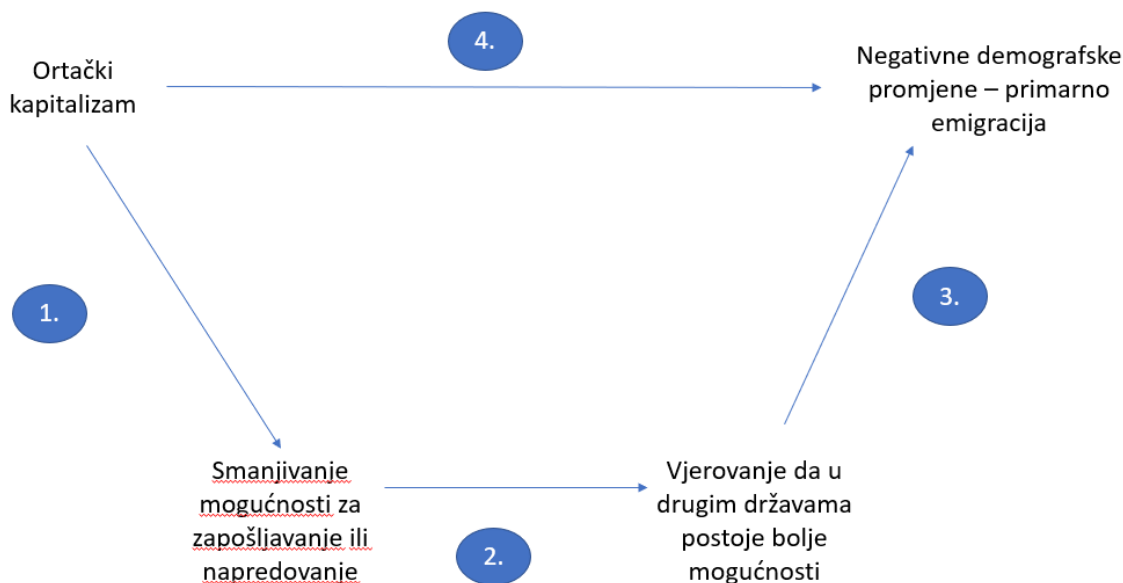 4.
Ortački
kapitalizam
Negativne demografske
promjene – primarno
emigracija
1.
3.
Smanjivanje
mogućnosti za
zapošljavanje ili
napredovanje
2.
Vjerovanje da u
drugim državama
postoje bolje
mogućnosti